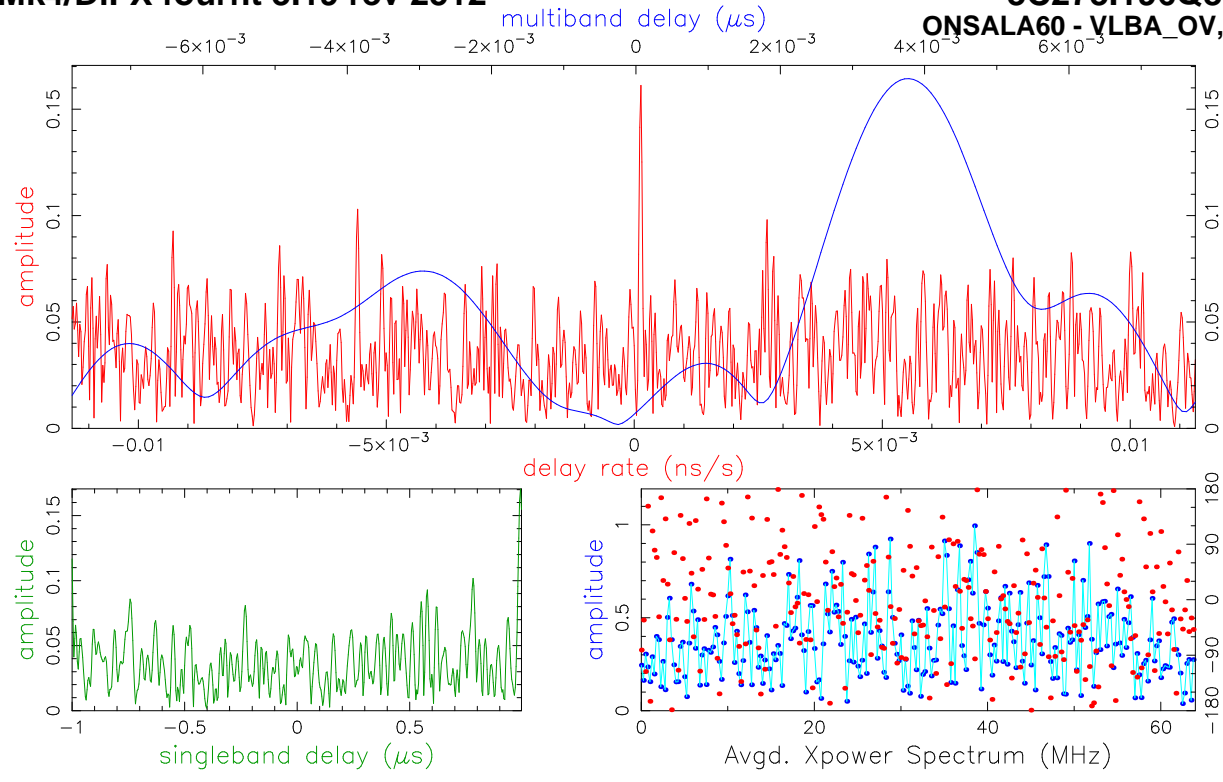 multiband delay (μs)
ONSALA60 - VLBA_OV,
−6×10⁻³ −4×10⁻³ −2×10⁻³ 0 2×10⁻³ 4×10⁻³ 6×10⁻³
amplitude
0 0.05 0.1 0.15
0 0.05 0.1 0.15
−0.01 −5×10⁻³ 0 5×10⁻³ 0.01
delay rate (ns/s)
amplitude
0 0.05 0.1 0.15
−1 −0.5 0 0.5
singleband delay (μs)
amplitude
0 0.5 1
−180 −90 0 90 180
0 20 40 60
Avgd. Xpower Spectrum (MHz)